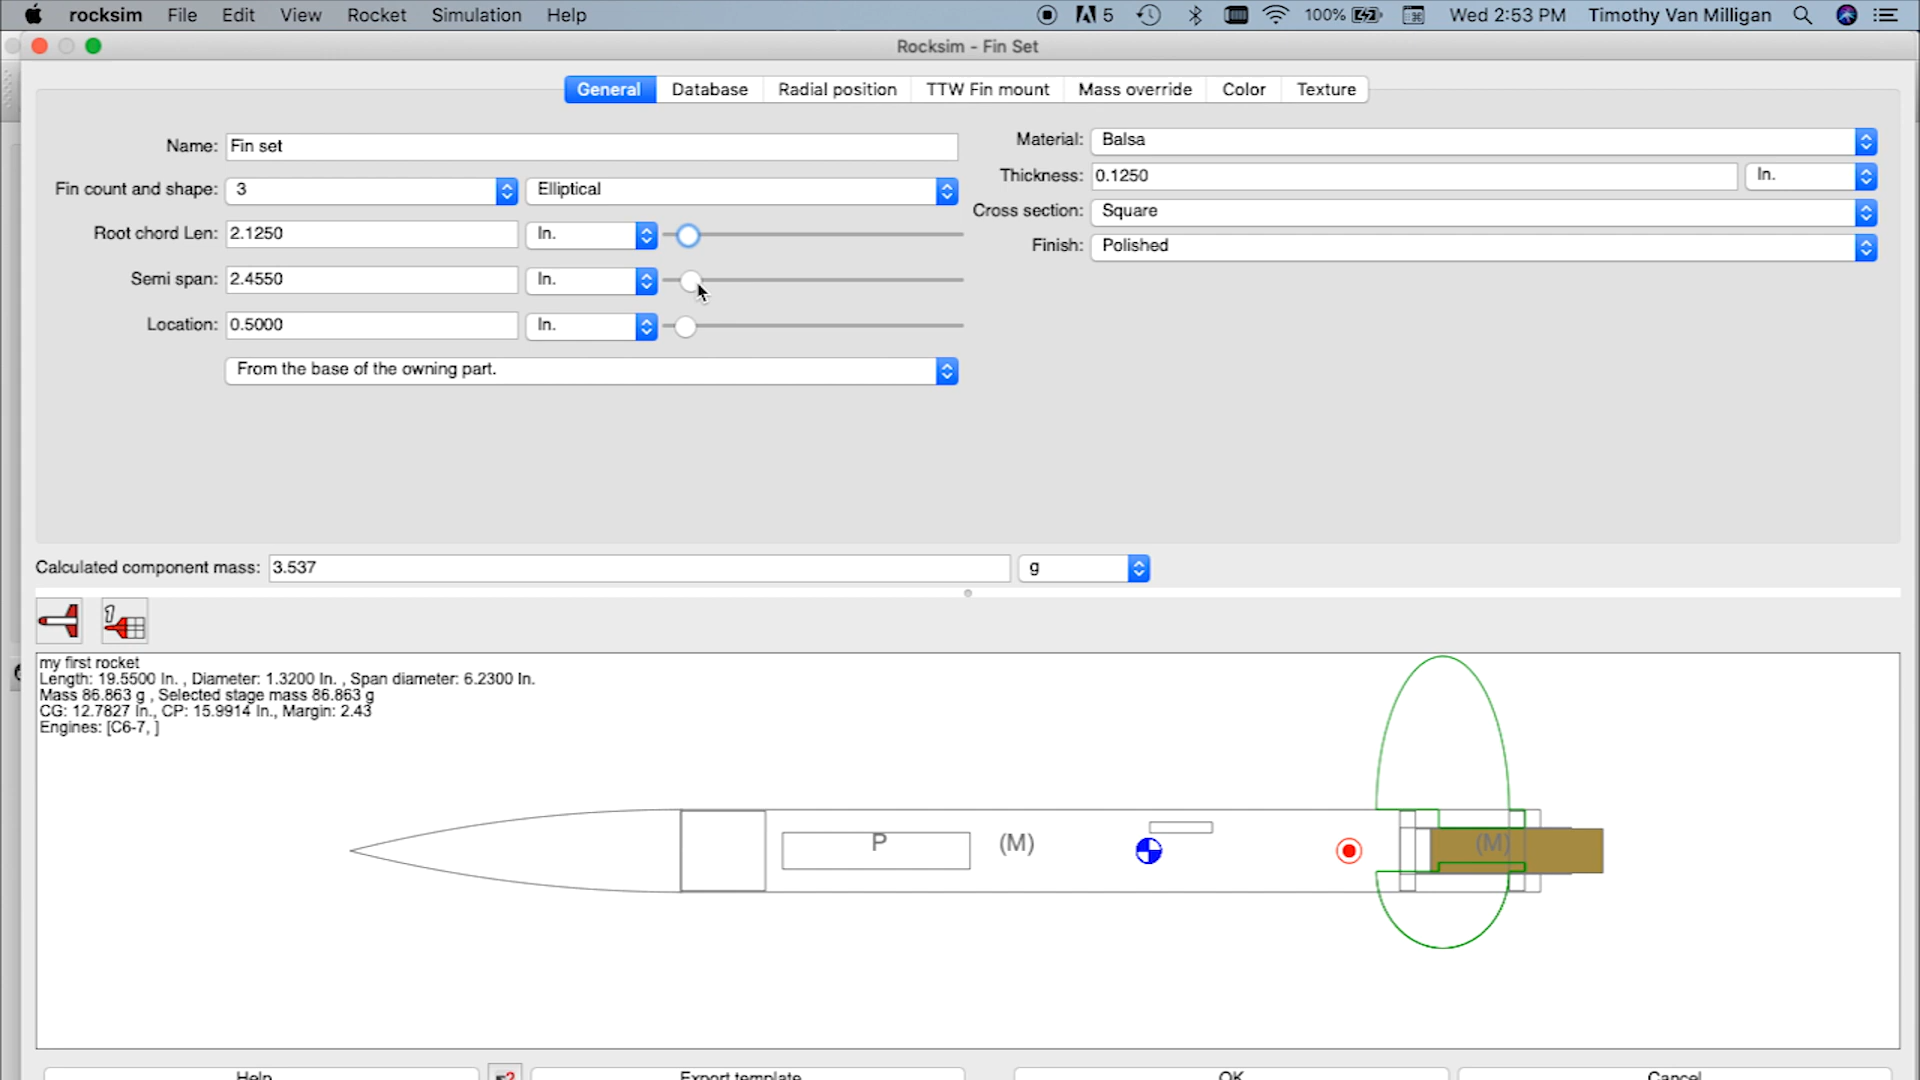 rocksim File Edit View Rocket Simulation Help 5 100% Wed 2:53 PM Timothy Van Milligan
Rocksim - Fin Set
General Database Radial position TTW Fin mount Mass override Color Texture
Name: Fin set
Fin count and shape: 3 Elliptical
Root chord Len: 2.1250 In.
Semi span: 2.4550 In.
Location: 0.5000 In.
From the base of the owning part.
Material: Balsa
Thickness: 0.1250 In.
Cross section: Square
Finish: Polished
Calculated component mass: 3.537 g
1
my first rocket
Length: 19.5500 In. , Diameter: 1.3200 In. , Span diameter: 6.2300 In.
Mass 86.863 g , Selected stage mass 86.863 g
CG: 12.7827 In., CP: 15.9914 In., Margin: 2.43
Engines: [C6-7, ]
P (M) (M)
Help Export template OK Cancel